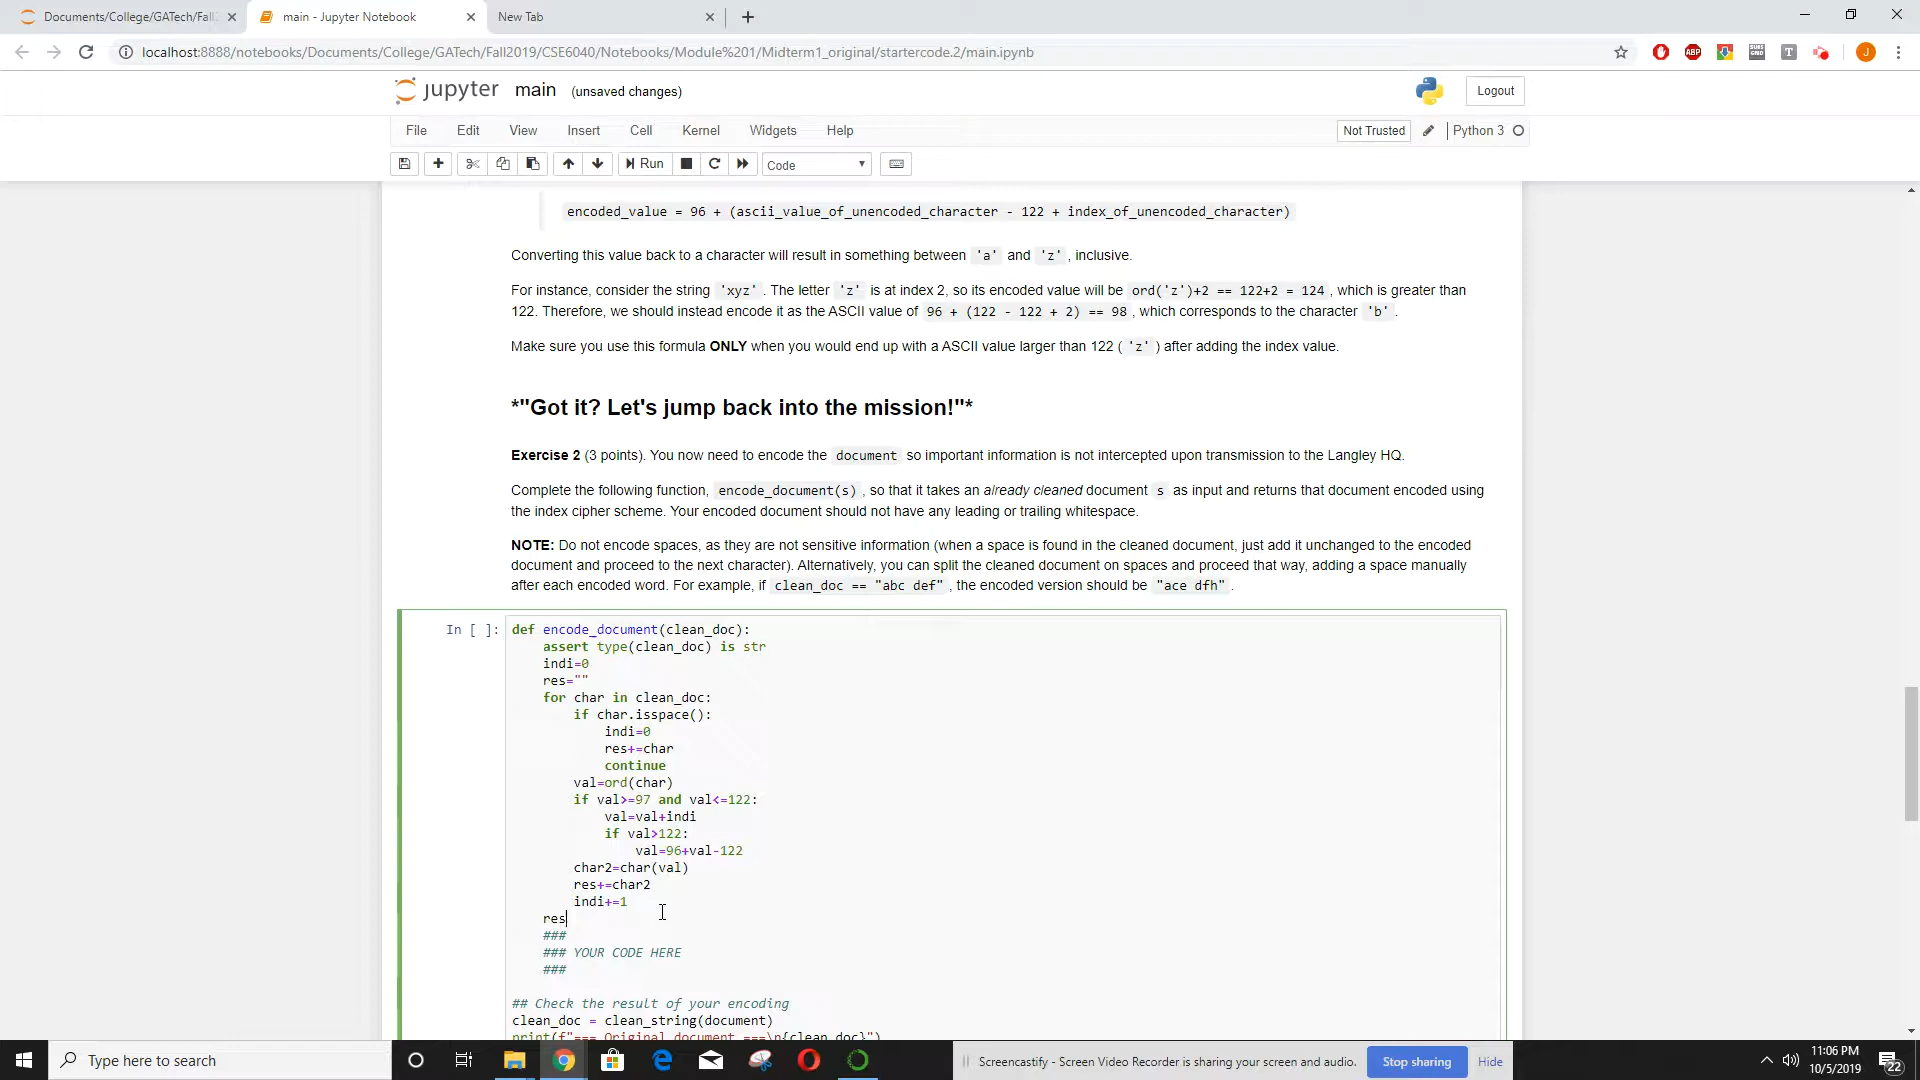 Documents/College/GATech/Fall
main - Jupyter Notebook
New Tab
localhost:8888/notebooks/Documents/College/GATech/Fall2019/CSE6040/Notebooks/Module%201/Midterm1_original/startercode.2/main.ipynb
ABP
T
J
jupyter main (unsaved changes)
Logout
File Edit View Insert Cell Kernel Widgets Help
Not Trusted
Python 3
Run
Code
encoded_value = 96 + (ascii_value_of_unencoded_character - 122 + index_of_unencoded_character)
Converting this value back to a character will result in something between 'a' and 'z', inclusive.
For instance, consider the string 'xyz'. The letter 'z' is at index 2, so its encoded value will be ord('z')+2 == 122+2 = 124, which is greater than
122. Therefore, we should instead encode it as the ASCII value of 96 + (122 - 122 + 2) == 98, which corresponds to the character 'b'.
Make sure you use this formula ONLY when you would end up with a ASCII value larger than 122 ('z') after adding the index value.
*"Got it? Let's jump back into the mission!"*
Exercise 2 (3 points). You now need to encode the document so important information is not intercepted upon transmission to the Langley HQ.
Complete the following function, encode_document(s), so that it takes an already cleaned document s as input and returns that document encoded using
the index cipher scheme. Your encoded document should not have any leading or trailing whitespace.
NOTE: Do not encode spaces, as they are not sensitive information (when a space is found in the cleaned document, just add it unchanged to the encoded
document and proceed to the next character). Alternatively, you can split the cleaned document on spaces and proceed that way, adding a space manually
after each encoded word. For example, if clean_doc == "abc def", the encoded version should be "ace dfh".
In [ ]:
def encode_document(clean_doc):
    assert type(clean_doc) is str
    indi=0
    res=""
    for char in clean_doc:
        if char.isspace():
            indi=0
            res+=char
            continue
        val=ord(char)
        if val>=97 and val<=122:
            val=val+indi
            if val>122:
                val=96+val-122
        char2=char(val)
        res+=char2
        indi+=1
    res
    ###
    ### YOUR CODE HERE
    ###
## Check the result of your encoding
clean_doc = clean_string(document)
print(f"=== Original document ===\n{clean_doc}")
Type here to search
Screencastify - Screen Video Recorder is sharing your screen and audio.
Stop sharing
Hide
11:06 PM
10/5/2019
22